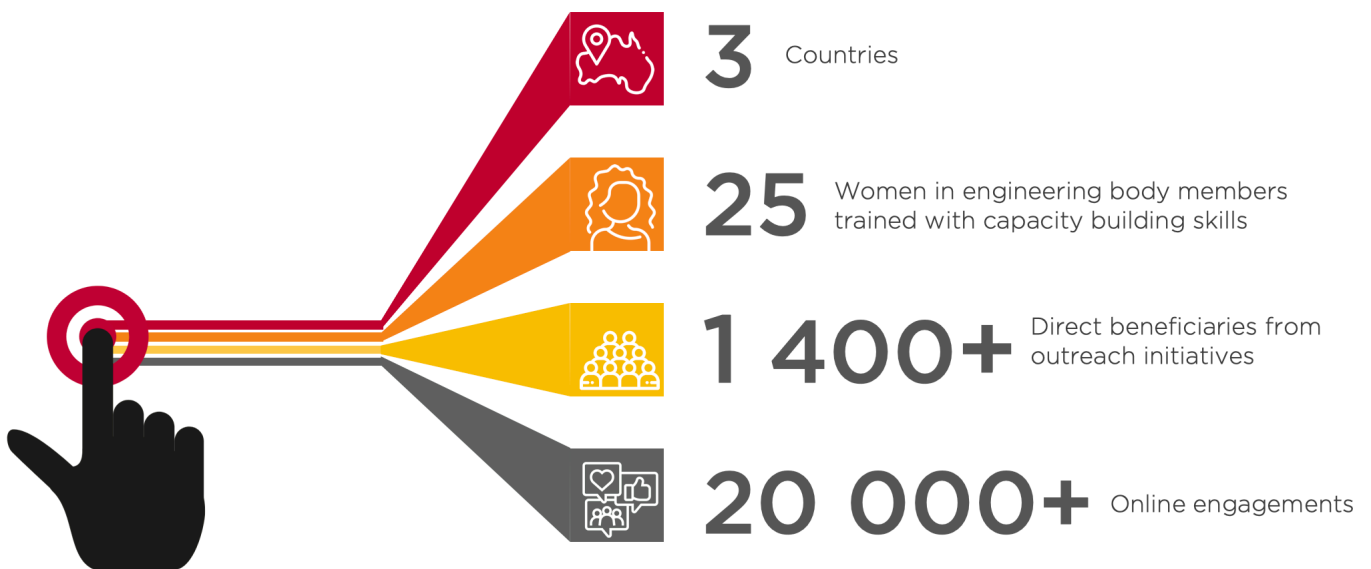 3 Countries
25 Women in engineering body members
trained with capacity building skills
1 400+ Direct beneficiaries from
outreach initiatives
20 000+ Online engagements